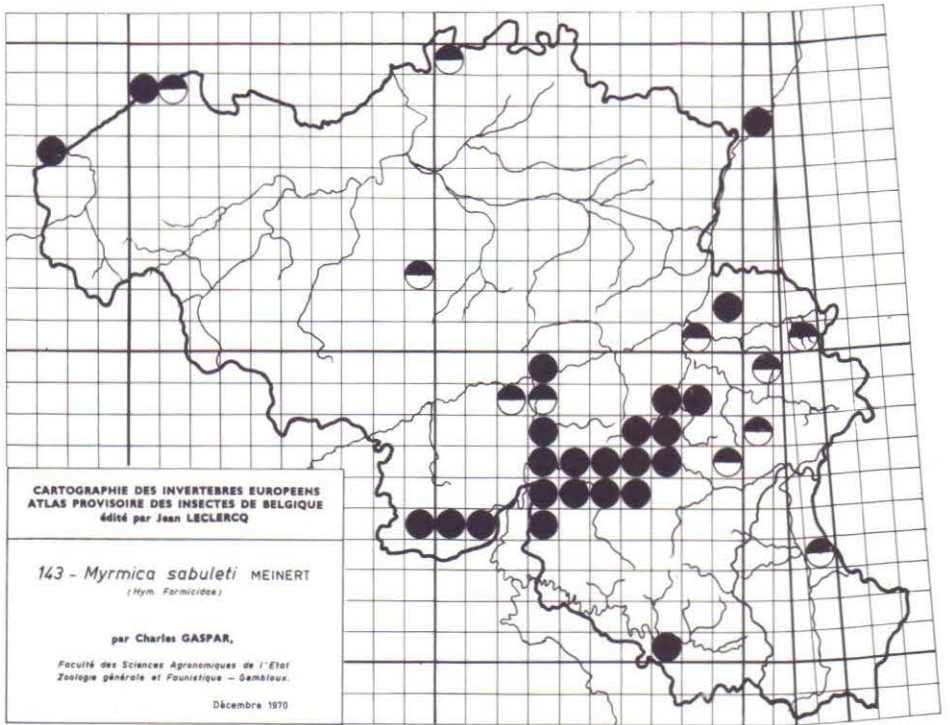 CARTOGRAPHIE DES INVERTEBRES EUROPEENS
ATLAS PROVISOIRE DES INSECTES DE BELGIQUE
édité par Jean LECLERCQ
143 - Myrmica sabuleti MEINERT
(Hym. Formicidae)
par Charles GASPAR,
Faculté des Sciences Agronomiques de l'Etat
Zoologie générale et Faunistique - Gembloux.
Décembre 1970